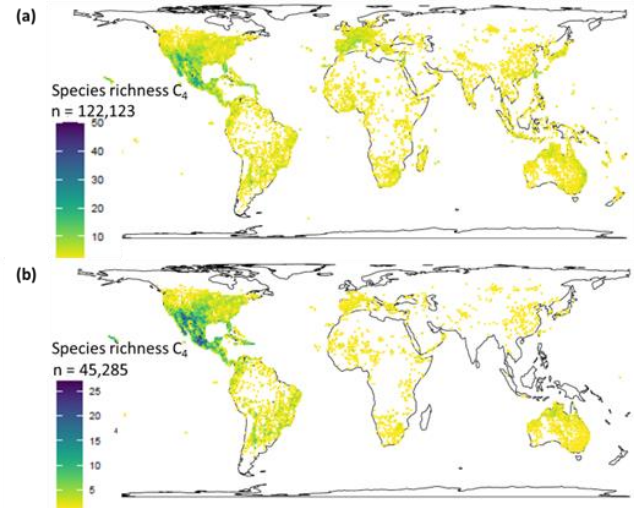 (a)
Species richness C₄
n = 122,123
50
40
30
20
10
(b)
Species richness C₄
n = 45,285
25
20
4
15
10
5